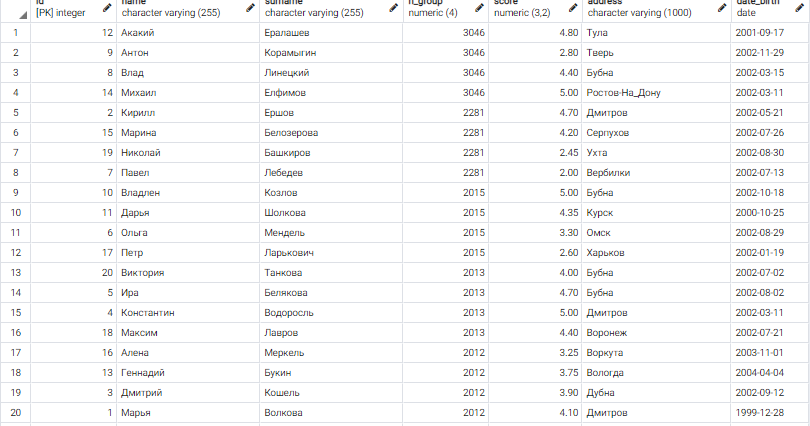 id name surname n_group score address date_birth
[PK] integer character varying (255) character varying (255) numeric (4) numeric (3,2) character varying (1000) date
1 12 Акакий Ералашев 3046 4.80 Тула 2001-09-17
2 9 Антон Корамыгин 3046 2.80 Тверь 2002-11-29
3 8 Влад Линецкий 3046 4.40 Бубна 2002-03-15
4 14 Михаил Елфимов 3046 5.00 Ростов-На_Дону 2002-03-11
5 2 Кирилл Ершов 2281 4.70 Дмитров 2002-05-21
6 15 Марина Белозерова 2281 4.20 Серпухов 2002-07-26
7 19 Николай Башкиров 2281 2.45 Ухта 2002-08-30
8 7 Павел Лебедев 2281 2.00 Вербилки 2002-07-13
9 10 Владлен Козлов 2015 5.00 Бубна 2002-10-18
10 11 Дарья Шолкова 2015 4.35 Курск 2000-10-25
11 6 Ольга Мендель 2015 3.30 Омск 2002-08-29
12 17 Петр Ларькович 2015 2.60 Харьков 2002-01-19
13 20 Виктория Танкова 2013 4.00 Бубна 2002-07-02
14 5 Ира Белякова 2013 4.70 Бубна 2002-08-02
15 4 Константин Водоросль 2013 5.00 Дмитров 2002-03-11
16 18 Максим Лавров 2013 4.40 Воронеж 2002-07-21
17 16 Алена Меркель 2012 3.25 Воркута 2003-11-01
18 13 Геннадий Букин 2012 3.75 Вологда 2004-04-04
19 3 Дмитрий Кошель 2012 3.90 Дубна 2002-09-12
20 1 Марья Волкова 2012 4.10 Дмитров 1999-12-28